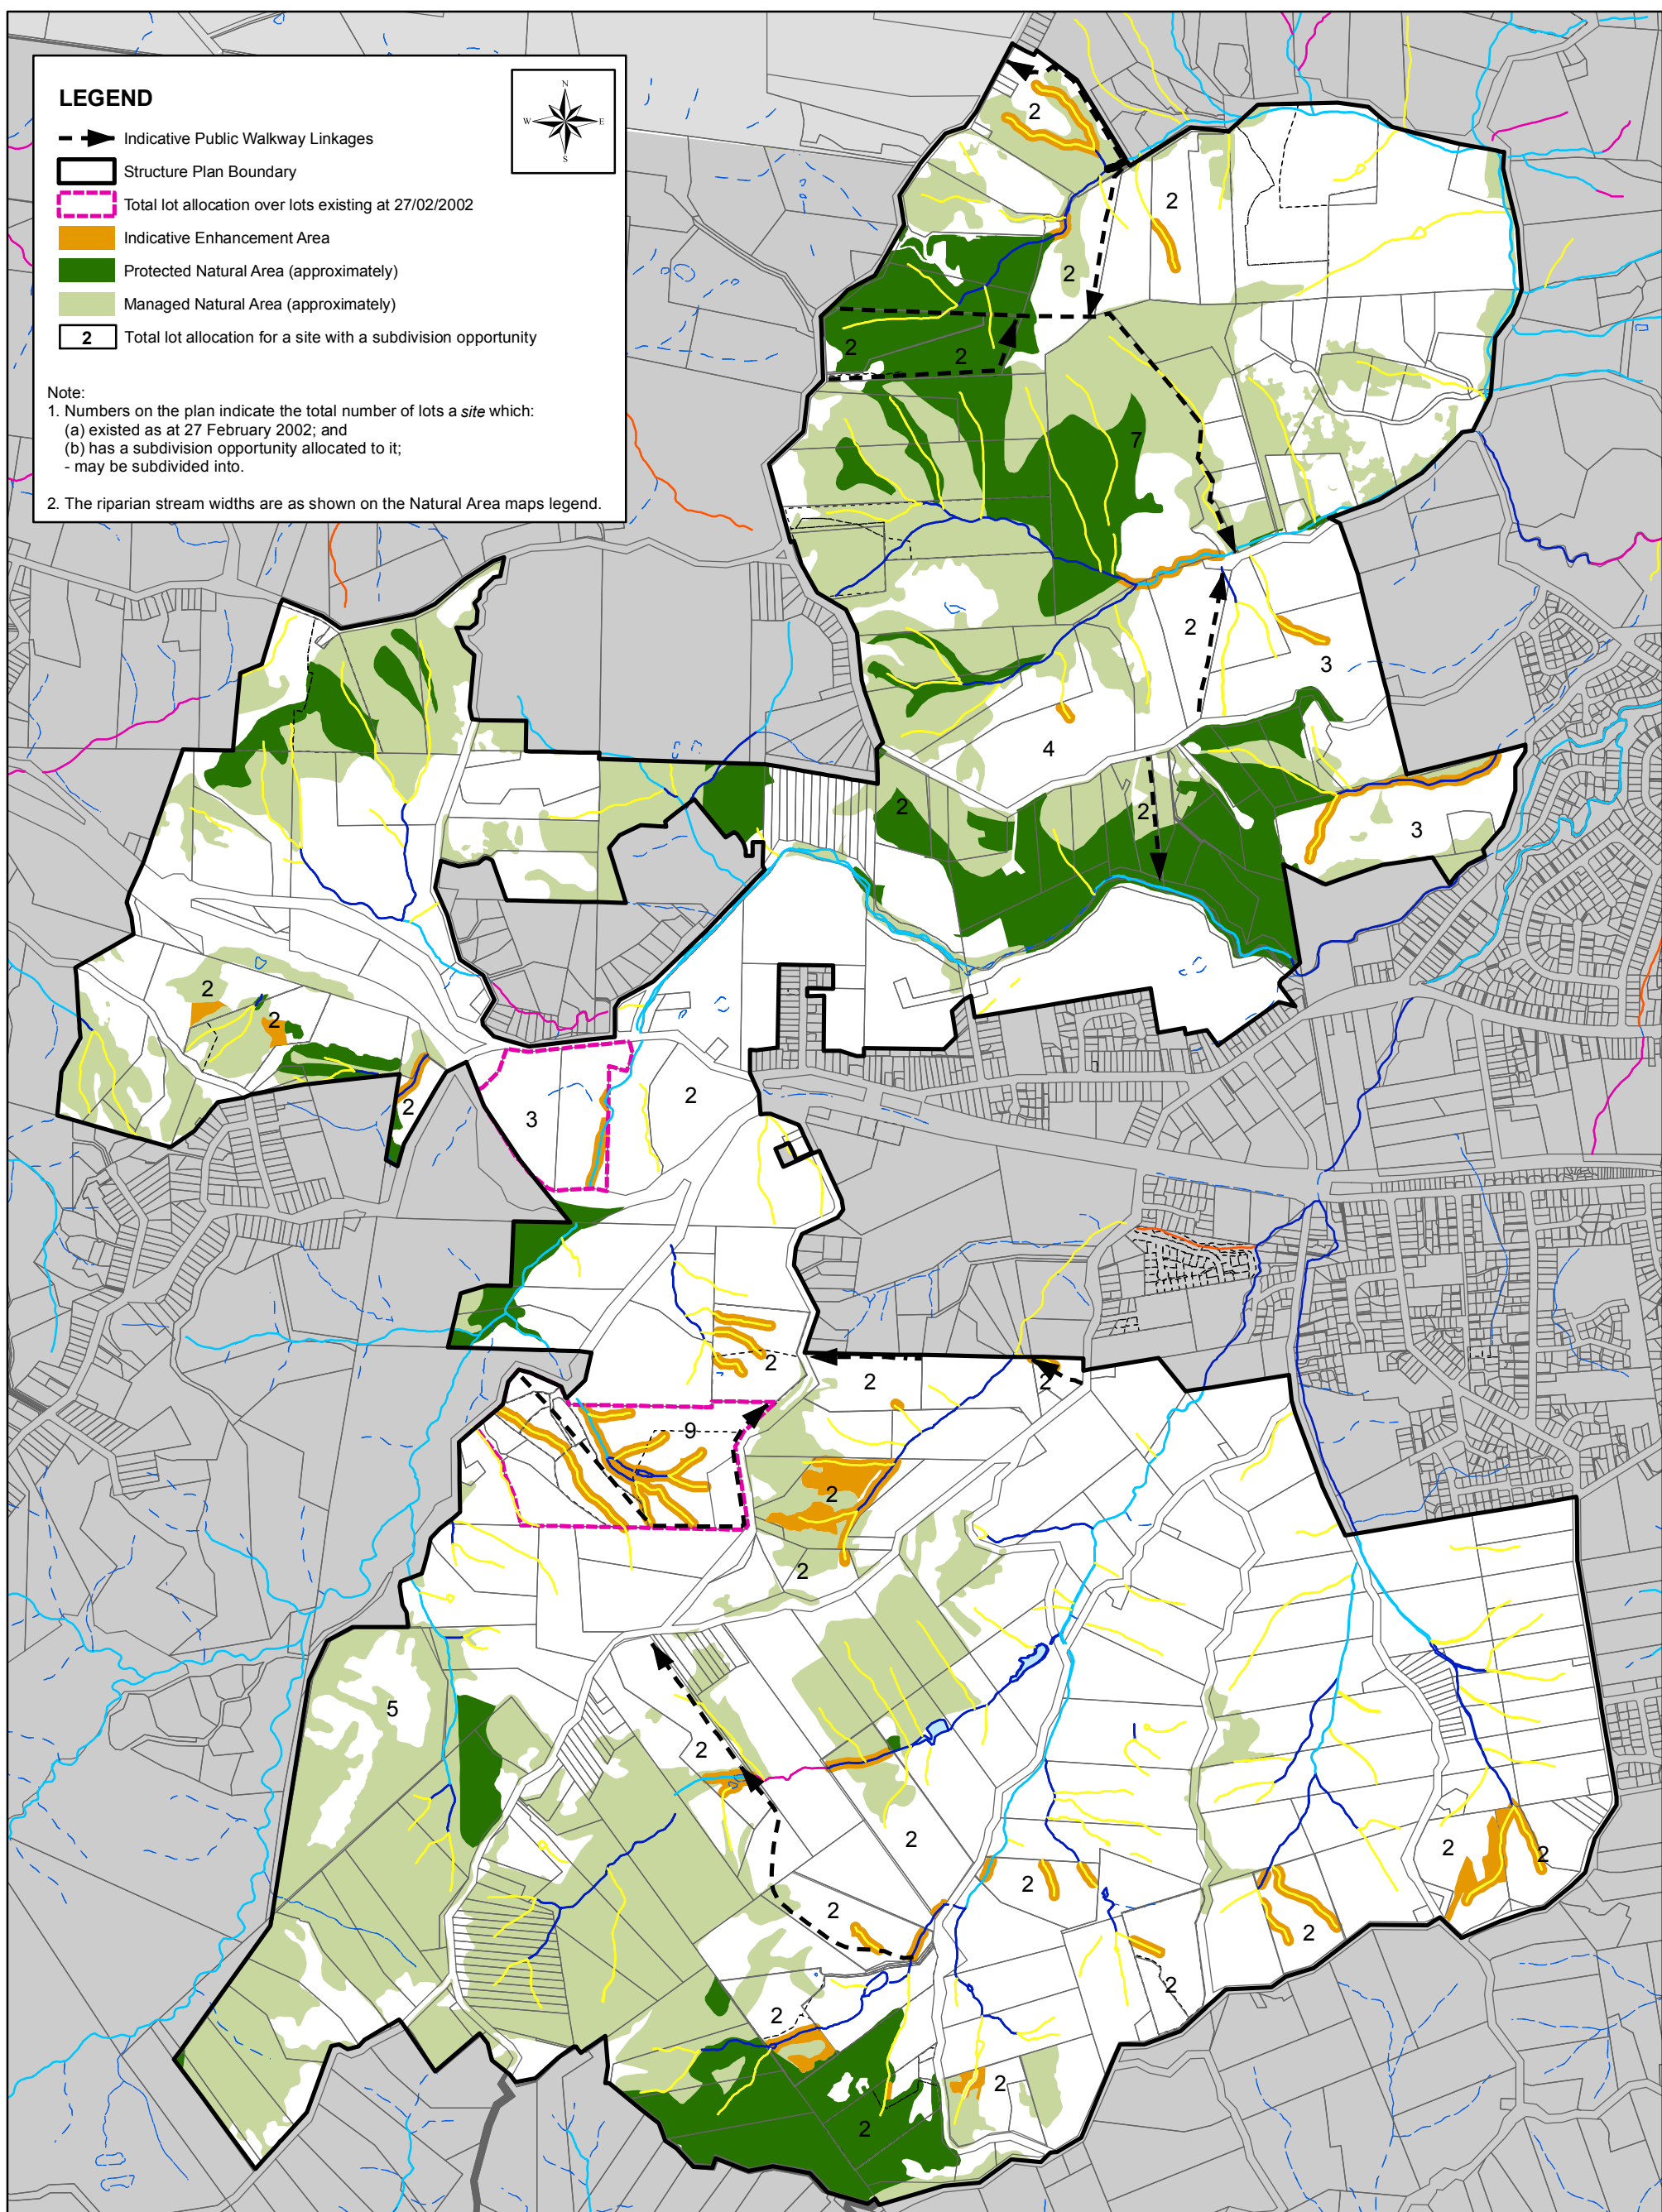 LEGEND
N
W E
S
Indicative Public Walkway Linkages
Structure Plan Boundary
Total lot allocation over lots existing at 27/02/2002
Indicative Enhancement Area
Protected Natural Area (approximately)
Managed Natural Area (approximately)
2 Total lot allocation for a site with a subdivision opportunity
Note:
1. Numbers on the plan indicate the total number of lots a site which:
(a) existed as at 27 February 2002; and
(b) has a subdivision opportunity allocated to it;
- may be subdivided into.
2. The riparian stream widths are as shown on the Natural Area maps legend.
2
2
2
2
2
7
2
3
4
2
2
3
2
2
2
3
2
2
2
2
9
2
2
5
2
2
2
2
2
2
2
2
2
2
2